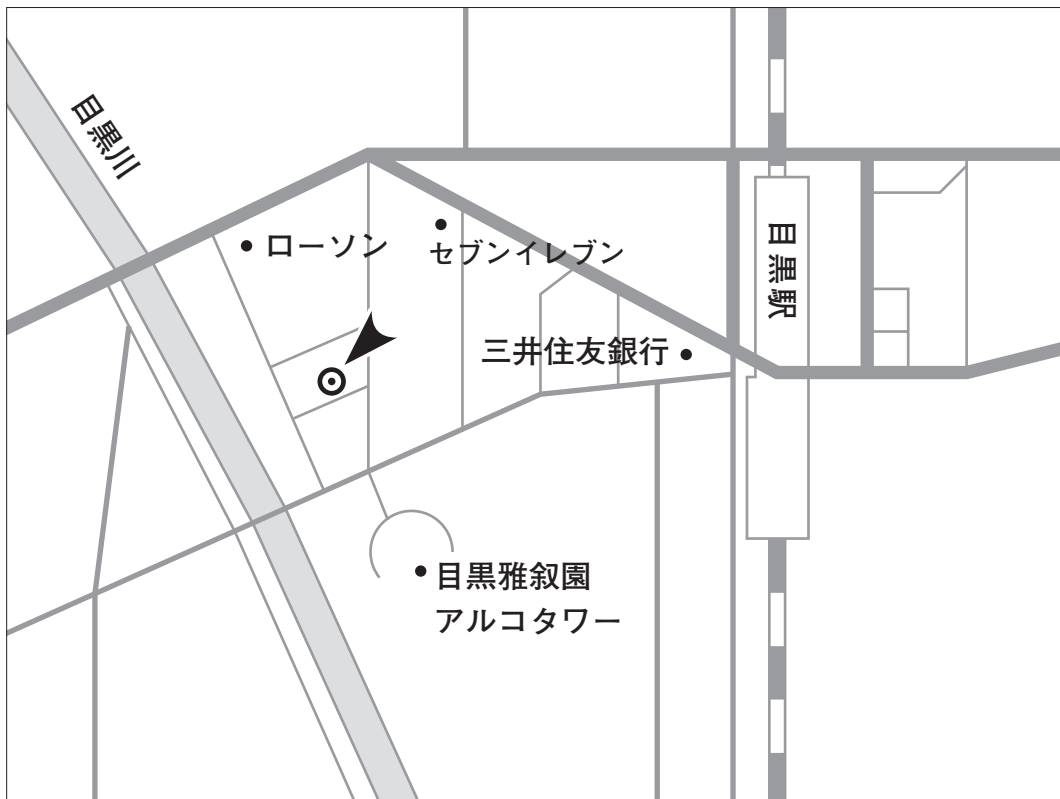 目黒川
ローソン
セブンイレブン
目黒駅
三井住友銀行
目黒雅叙園
アルコタワー